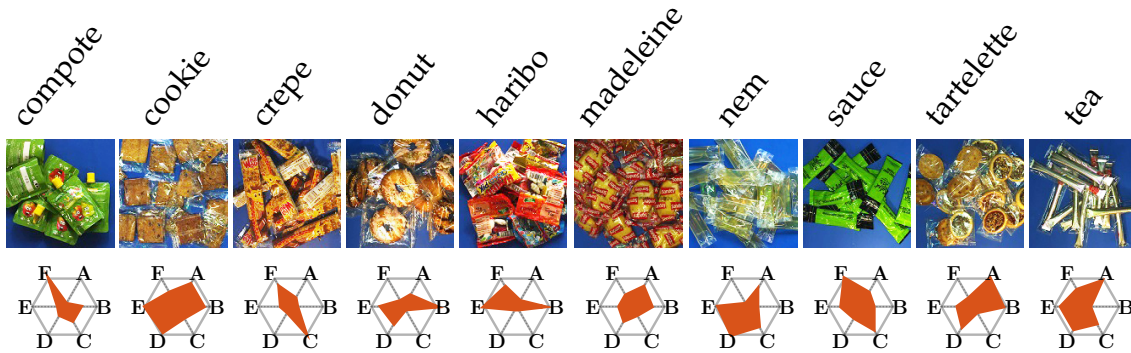 compote cookie crepe donut haribo madeleine nem sauce tartelette tea
F A F A F A F A F A F A F A F A F A F A
E B E B E B E B E B E B E B E B E B E B
D C D C D C D C D C D C D C D C D C D C